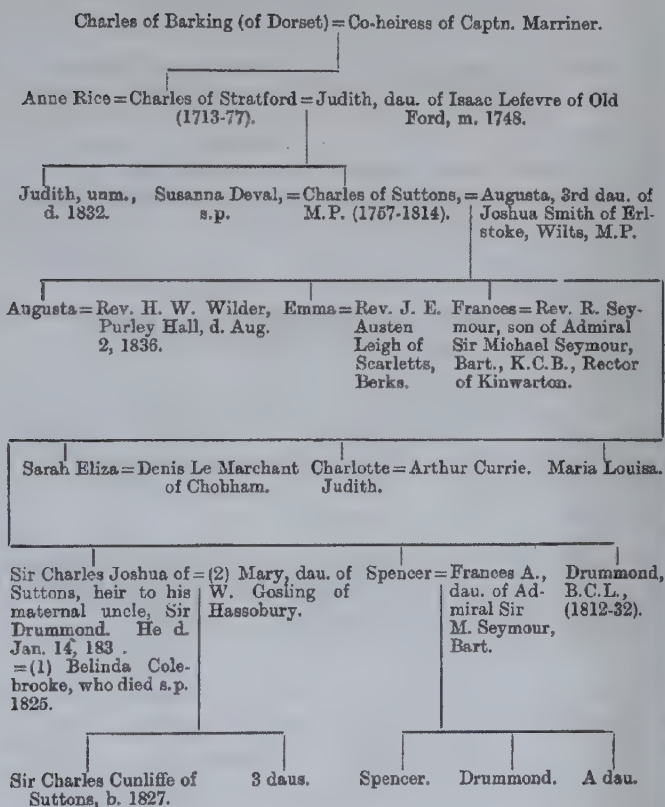 Charles of Barking (of Dorset) = Co-heiress of Captn. Marriner.
Anne Rice = Charles of Stratford = Judith, dau. of Isaac Lefevre of Old
(1713-77). Ford, m. 1748.
Judith, unm., Susanna Deval, = Charles of Suttons, = Augusta, 3rd dau. of
d. 1832. s.p. M.P. (1757-1814). Joshua Smith of Erl-
stoke, Wilts, M.P.
Augusta = Rev. H. W. Wilder, Emma = Rev. J. E. Frances = Rev. R. Sey-
Purley Hall, d. Aug. Austen mour, son of Admiral
2, 1836. Leigh of Sir Michael Seymour,
Scarletts, Bart., K.C.B., Rector
Berks. of Kinwarton.
Sarah Eliza = Denis Le Marchant Charlotte = Arthur Currie. Maria Louisa.
of Chobham. Judith.
Sir Charles Joshua of = (2) Mary, dau. of Spencer = Frances A., Drummond,
Suttons, heir to his W. Gosling of dau. of Ad- B.C.L.,
maternal uncle, Sir Hassobury. miral Sir (1812-32).
Drummond. He d. M. Seymour,
Jan. 14, 183 . Bart.
= (1) Belinda Cole-
brooke, who died s.p.
1825.
Sir Charles Cunliffe of 3 daus. Spencer. Drummond. A dau.
Suttons, b. 1827.